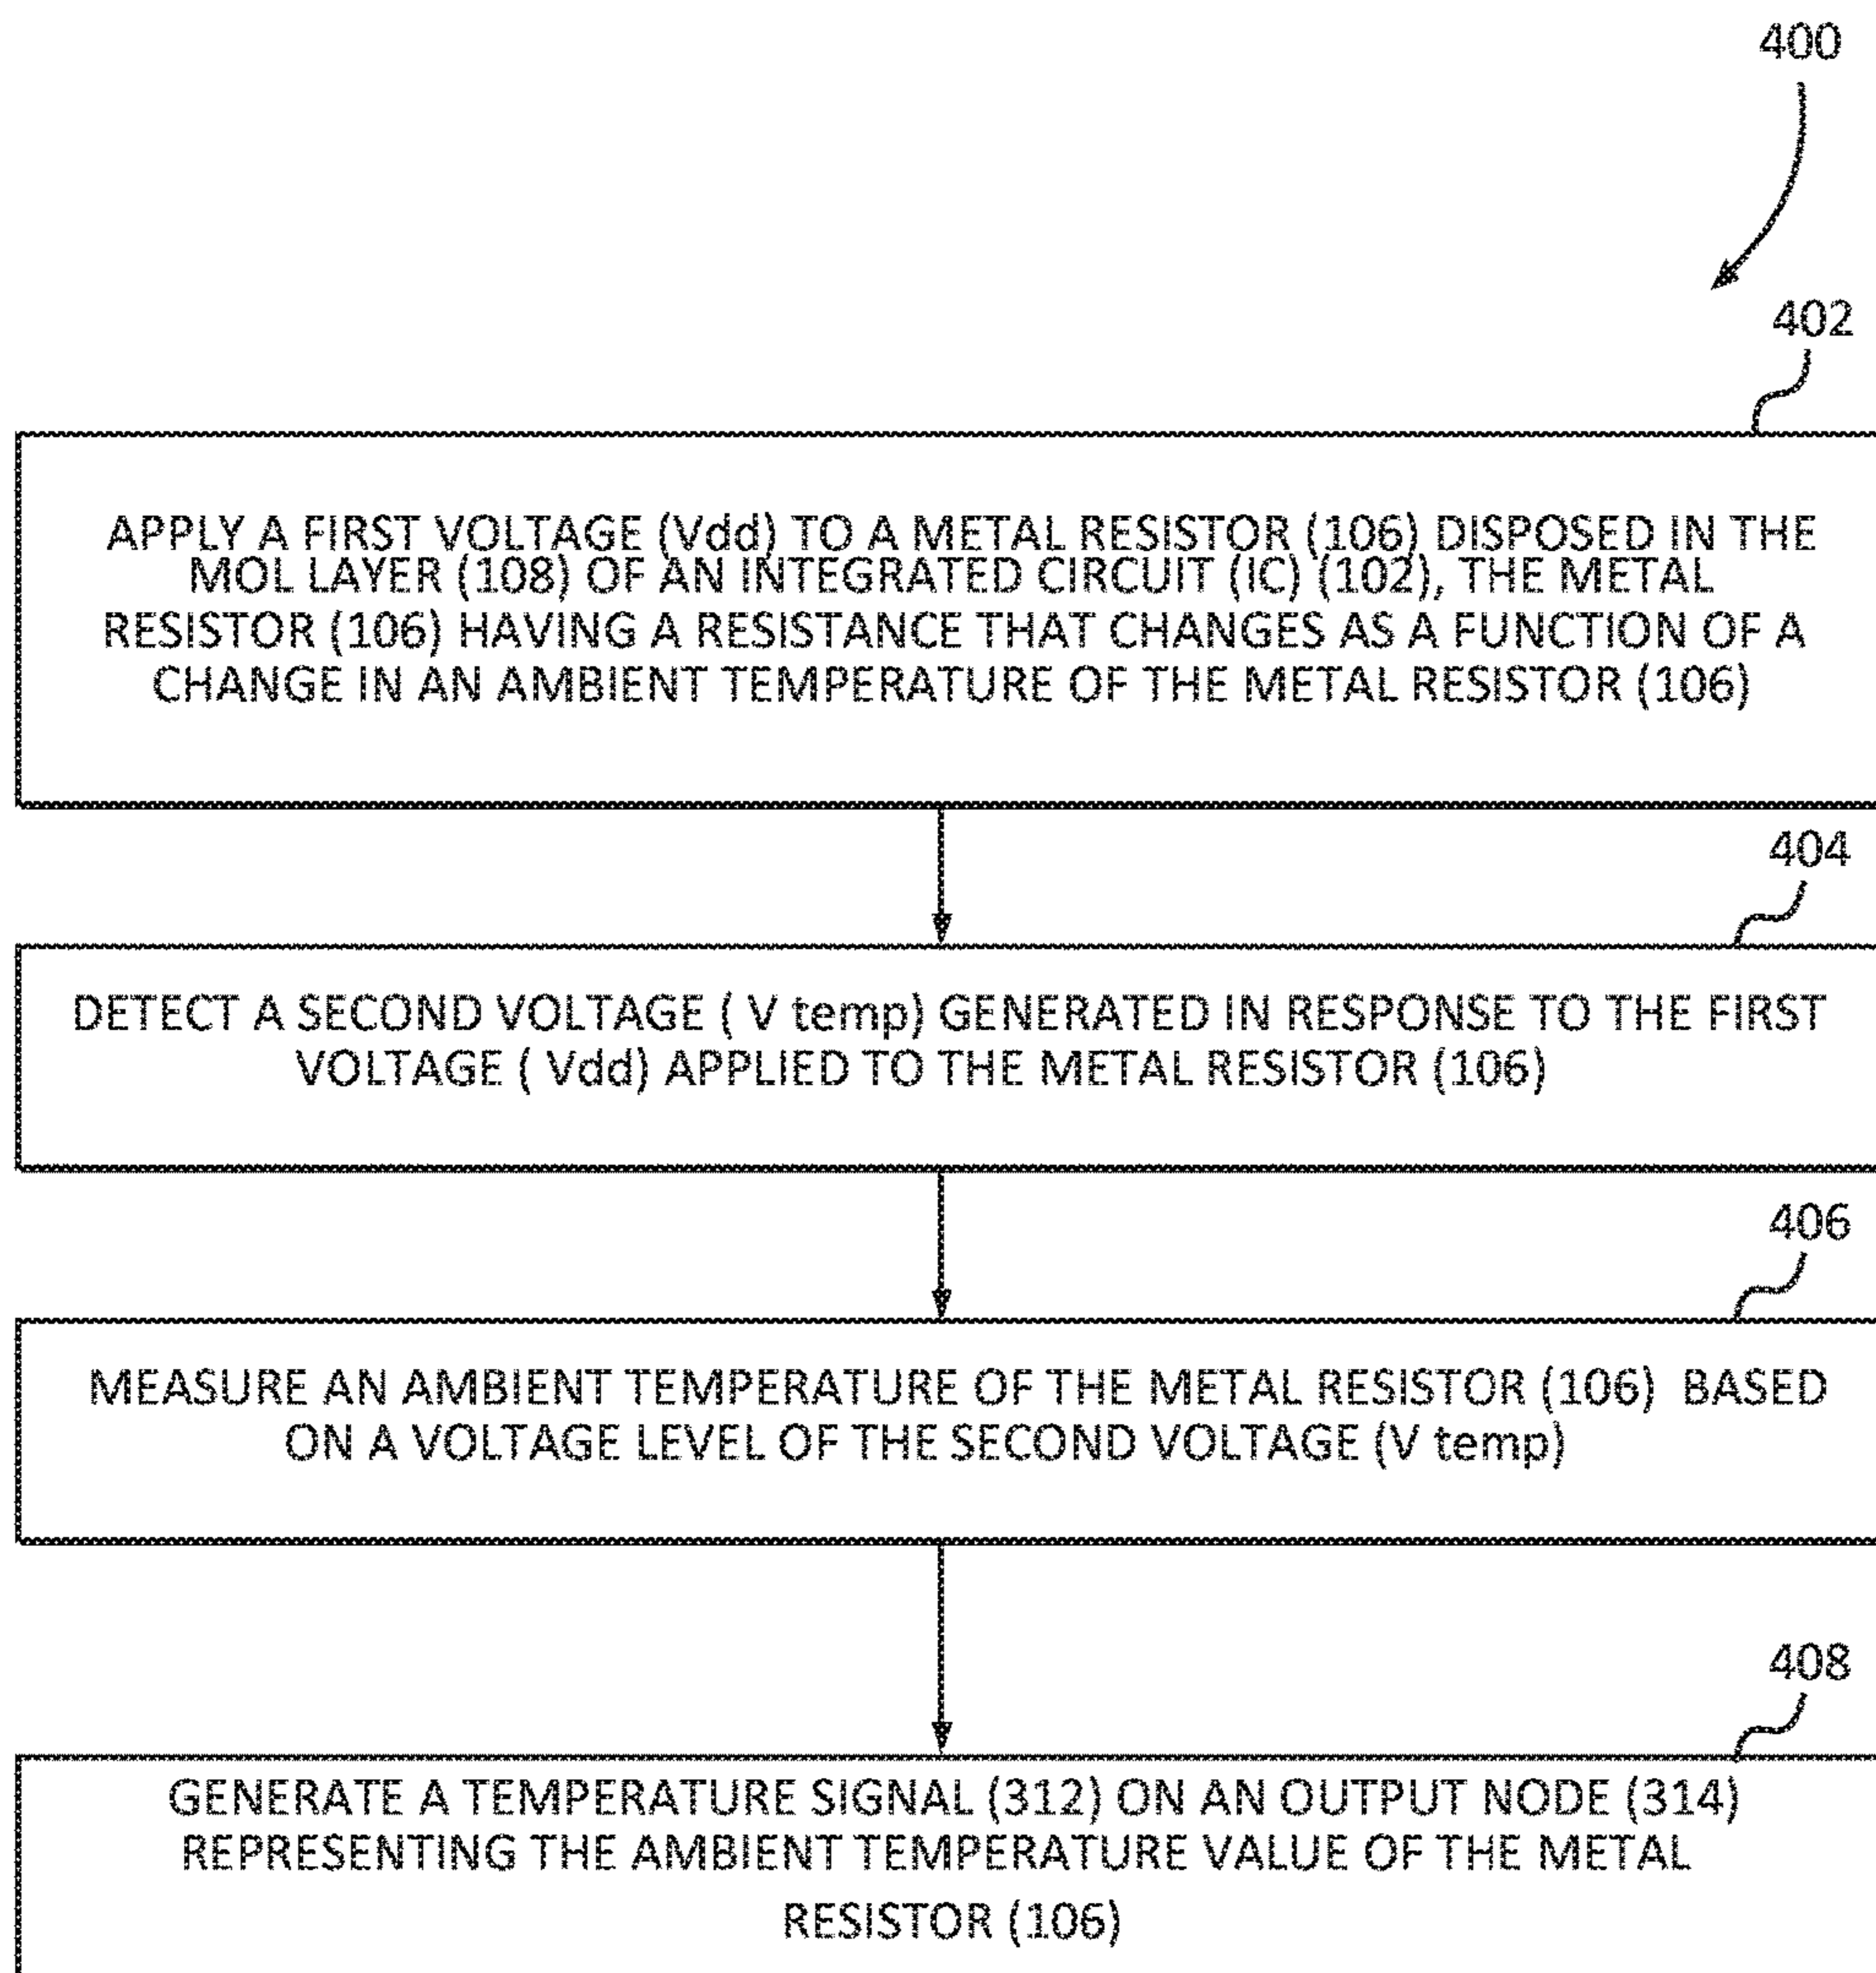 400
402
APPLY A FIRST VOLTAGE (Vdd) TO A METAL RESISTOR (106) DISPOSED IN THE
MOL LAYER (108) OF AN INTEGRATED CIRCUIT (IC) (102), THE METAL
RESISTOR (106) HAVING A RESISTANCE THAT CHANGES AS A FUNCTION OF A
CHANGE IN AN AMBIENT TEMPERATURE OF THE METAL RESISTOR (106)
404
DETECT A SECOND VOLTAGE ( V temp) GENERATED IN RESPONSE TO THE FIRST
VOLTAGE ( Vdd) APPLIED TO THE METAL RESISTOR (106)
406
MEASURE AN AMBIENT TEMPERATURE OF THE METAL RESISTOR (106) BASED
ON A VOLTAGE LEVEL OF THE SECOND VOLTAGE (V temp)
408
GENERATE A TEMPERATURE SIGNAL (312) ON AN OUTPUT NODE (314)
REPRESENTING THE AMBIENT TEMPERATURE VALUE OF THE METAL
RESISTOR (106)